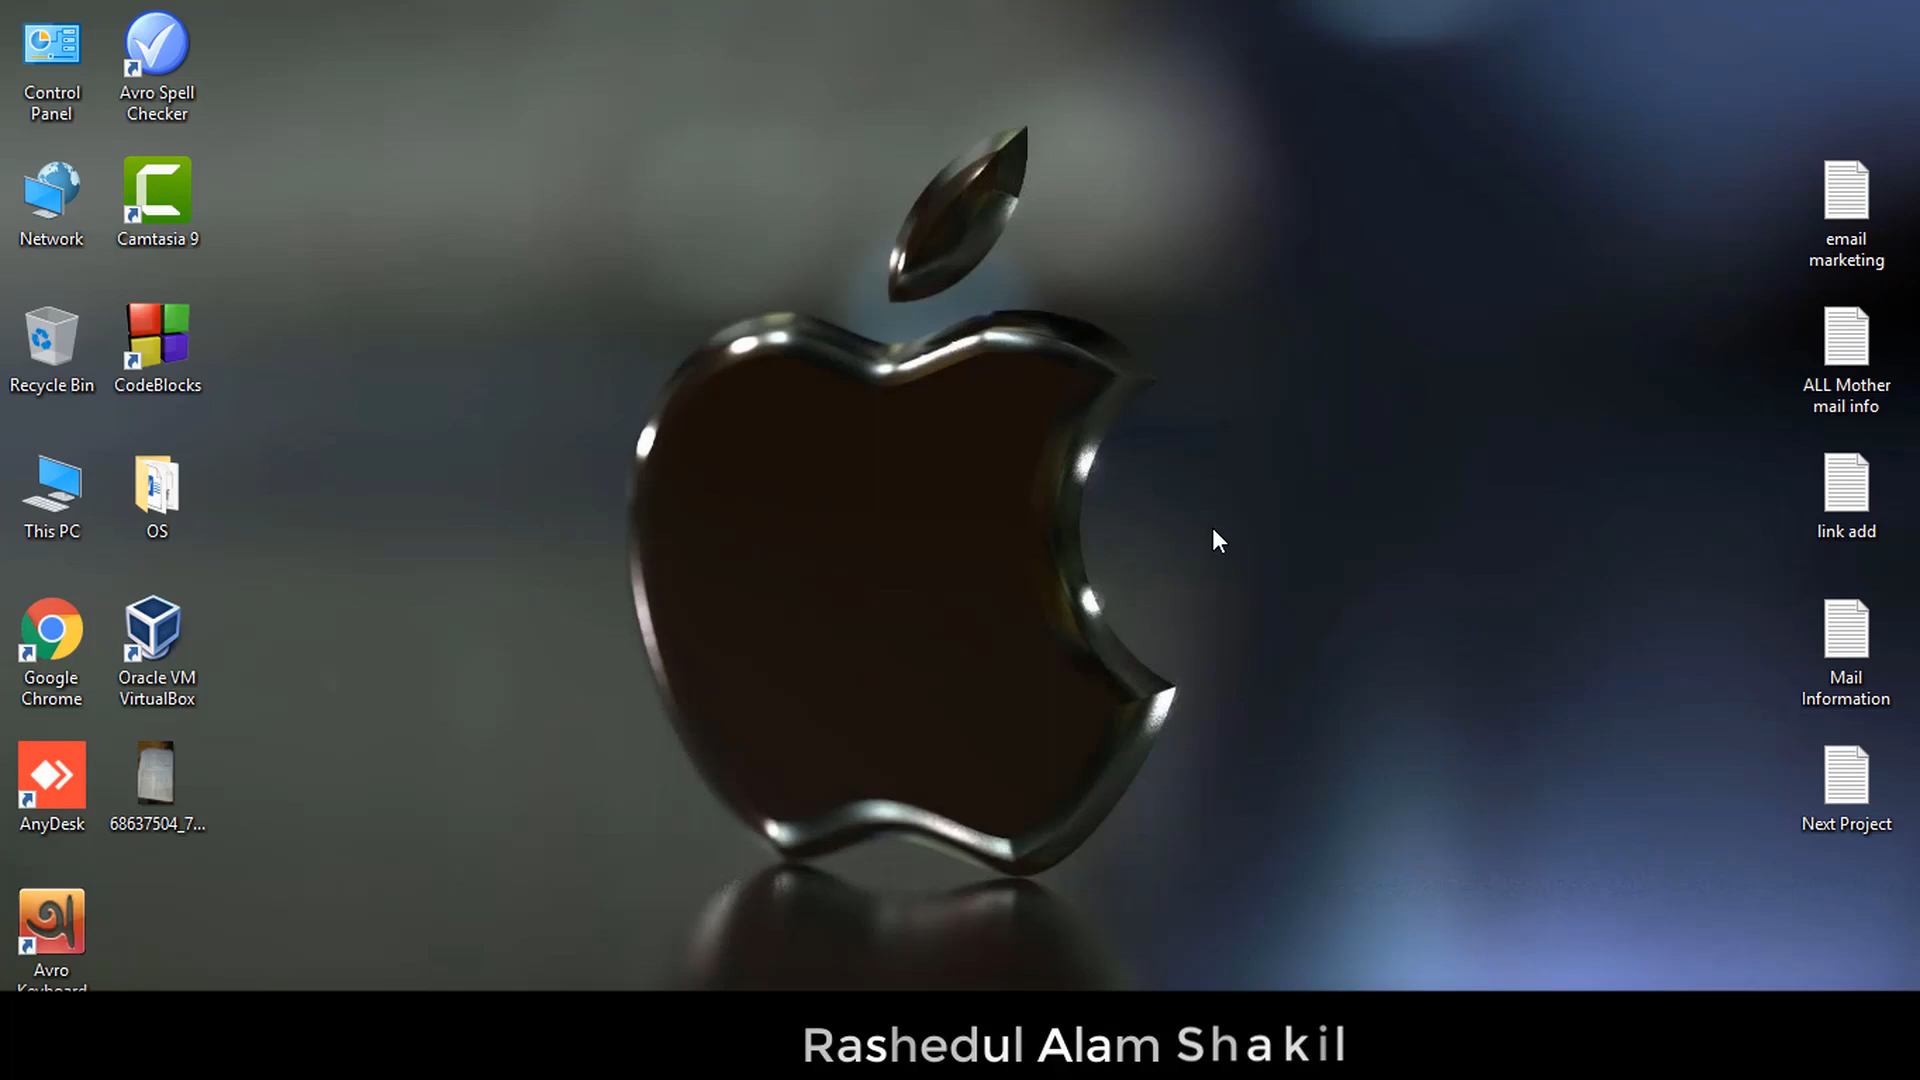 Control
Panel
Avro Spell
Checker
Network
Camtasia 9
Recycle Bin
CodeBlocks
This PC
OS
Google
Chrome
Oracle VM
VirtualBox
AnyDesk
68637504_7...
Avro
Keyboard
email
marketing
ALL Mother
mail info
link add
Mail
Information
Next Project
Rashedul Alam Shakil